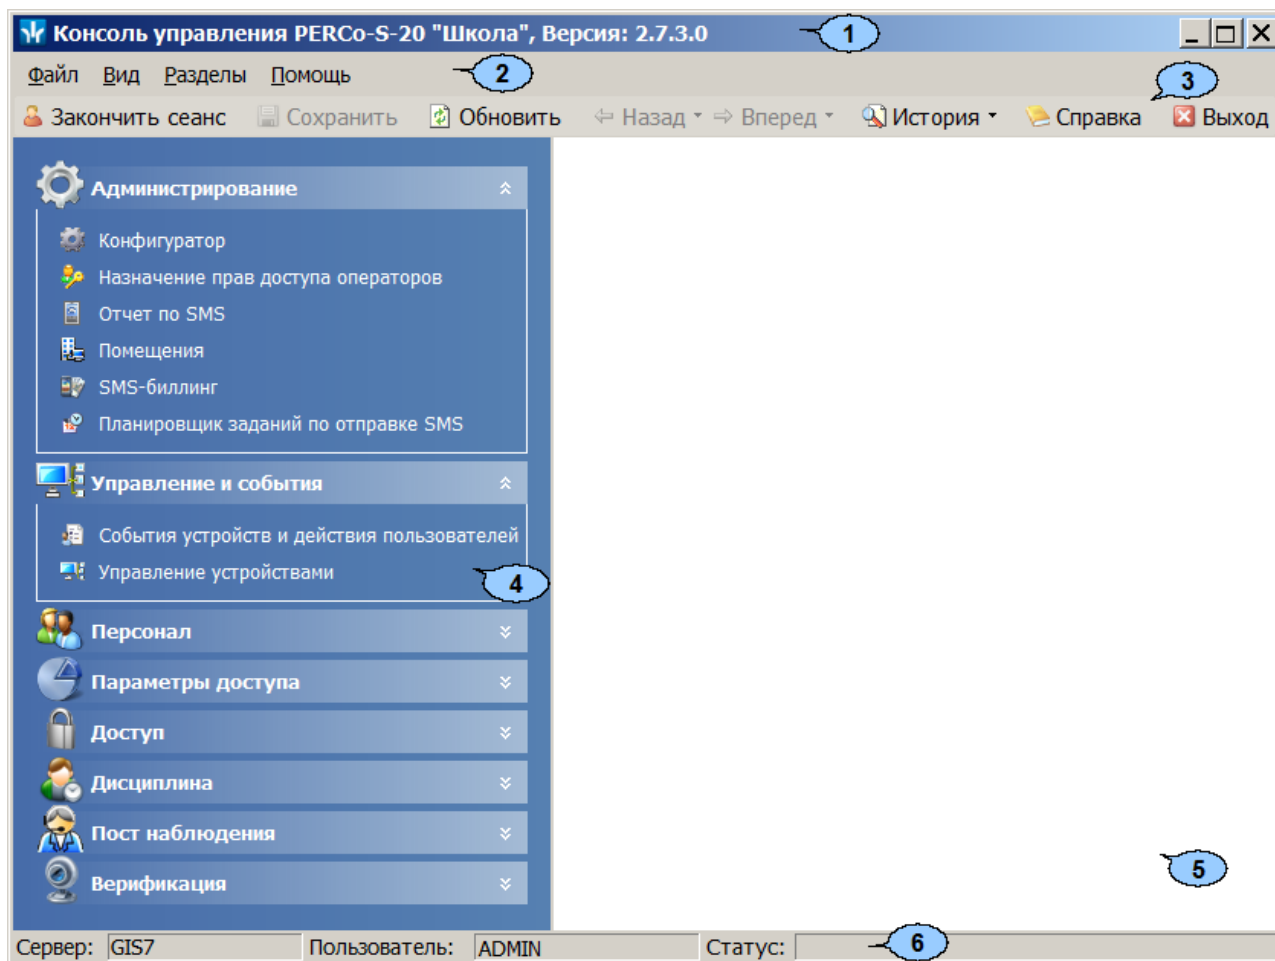 Консоль управления PERCo-S-20 "Школа", Версия: 2.7.3.0 1
Файл Вид Разделы Помощь 2
3
Закончить сеанс Сохранить Обновить Назад Вперед История Справка Выход
Администрирование
Конфигуратор
Назначение прав доступа операторов
Отчет по SMS
Помещения
SMS-биллинг
Планировщик заданий по отправке SMS
Управление и события
События устройств и действия пользователей
Управление устройствами
4
Персонал
Параметры доступа
Доступ
Дисциплина
Пост наблюдения
Верификация
5
Сервер: GIS7 Пользователь: ADMIN Статус: 6